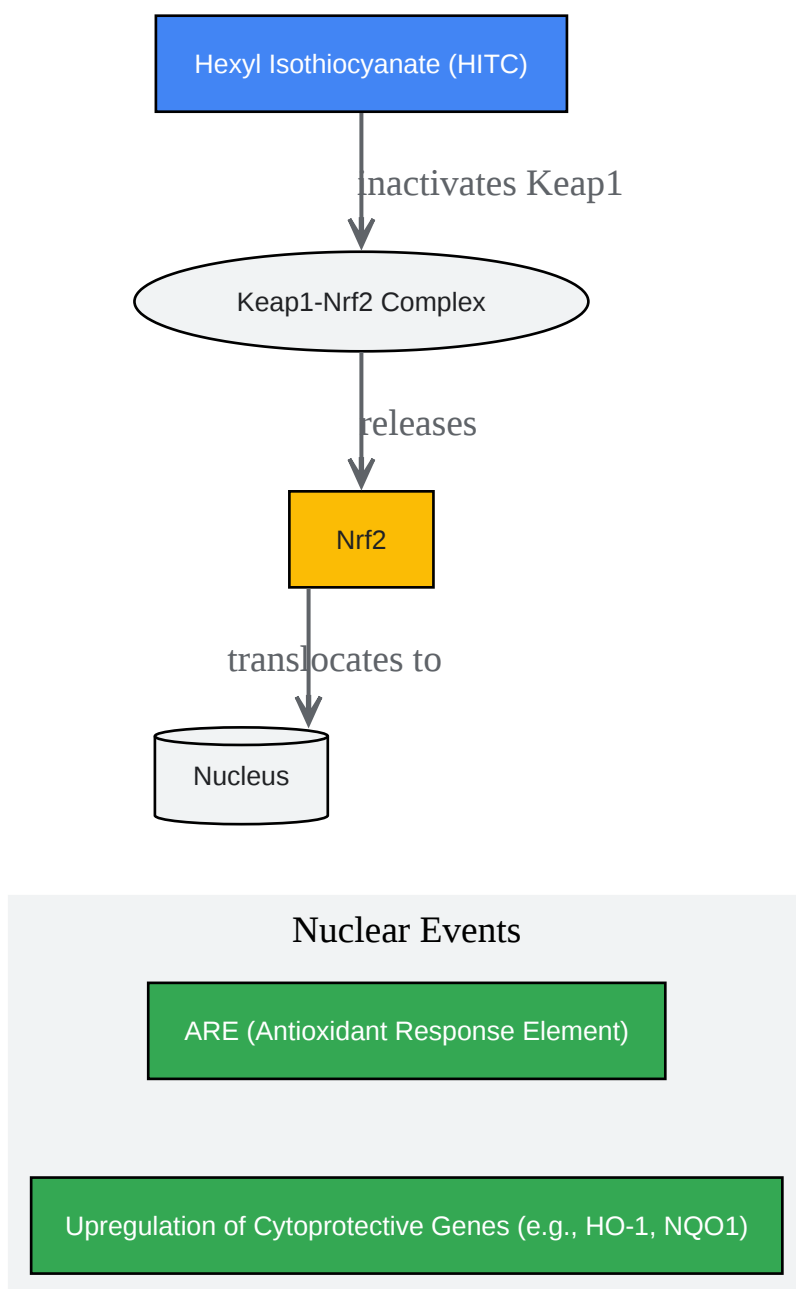 Hexyl Isothiocyanate (HITC)
inactivates Keap1
Keap1-Nrf2 Complex
releases
Nrf2
translocates to
Nucleus
Nuclear Events
ARE (Antioxidant Response Element)
Upregulation of Cytoprotective Genes (e.g., HO-1, NQO1)